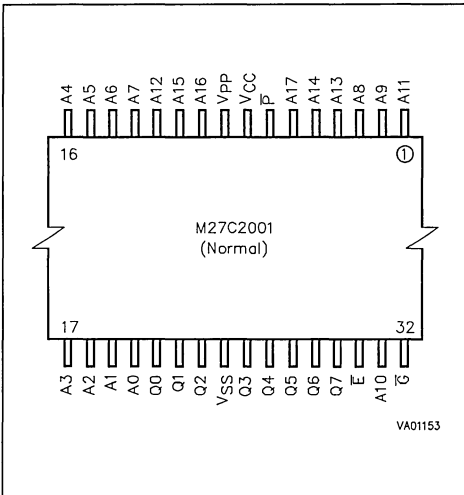 A4 A5 A6 A7 A12 A15 A16 VPP VCC P̅ A17 A14 A13 A8 A9 A11
16 1
M27C2001
(Normal)
17 32
A3 A2 A1 A0 Q0 Q1 Q2 VSS Q3 Q4 Q5 Q6 Q7 E̅ A10 G̅
VA01153